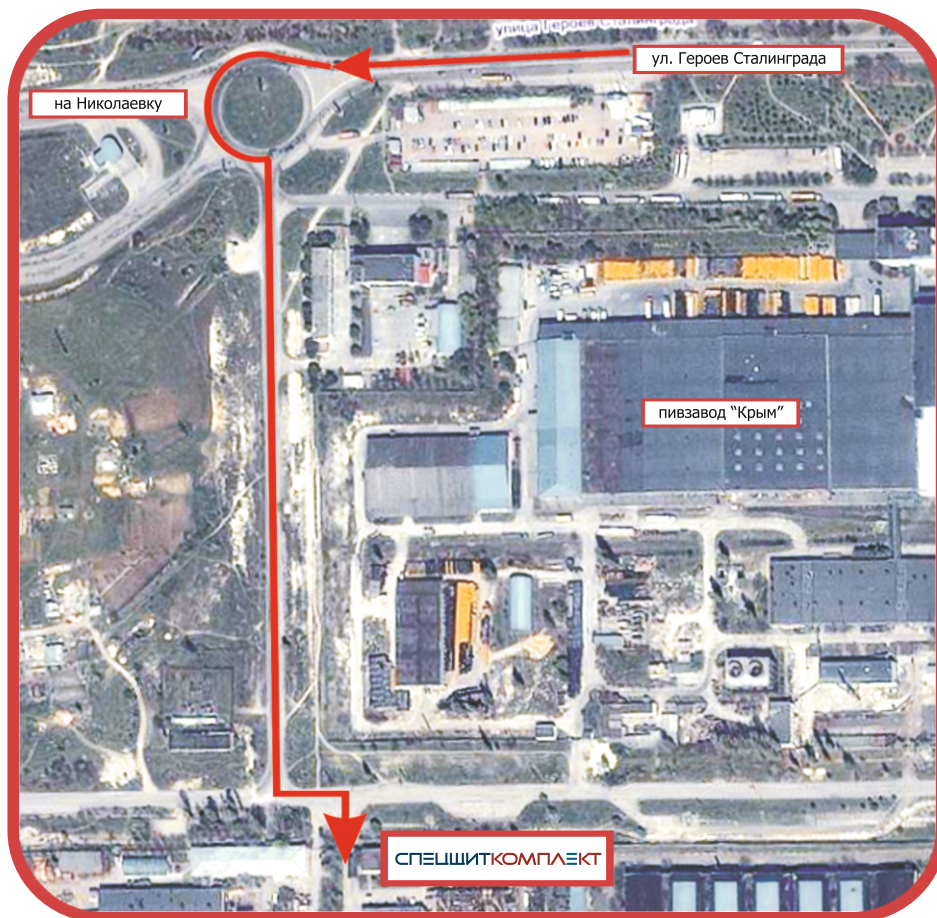 улица Героев Сталинграда
ул. Героев Сталинграда
на Николаевку
пивзавод “Крым”
СПЕЦЩИТКОМПЛЕКТ